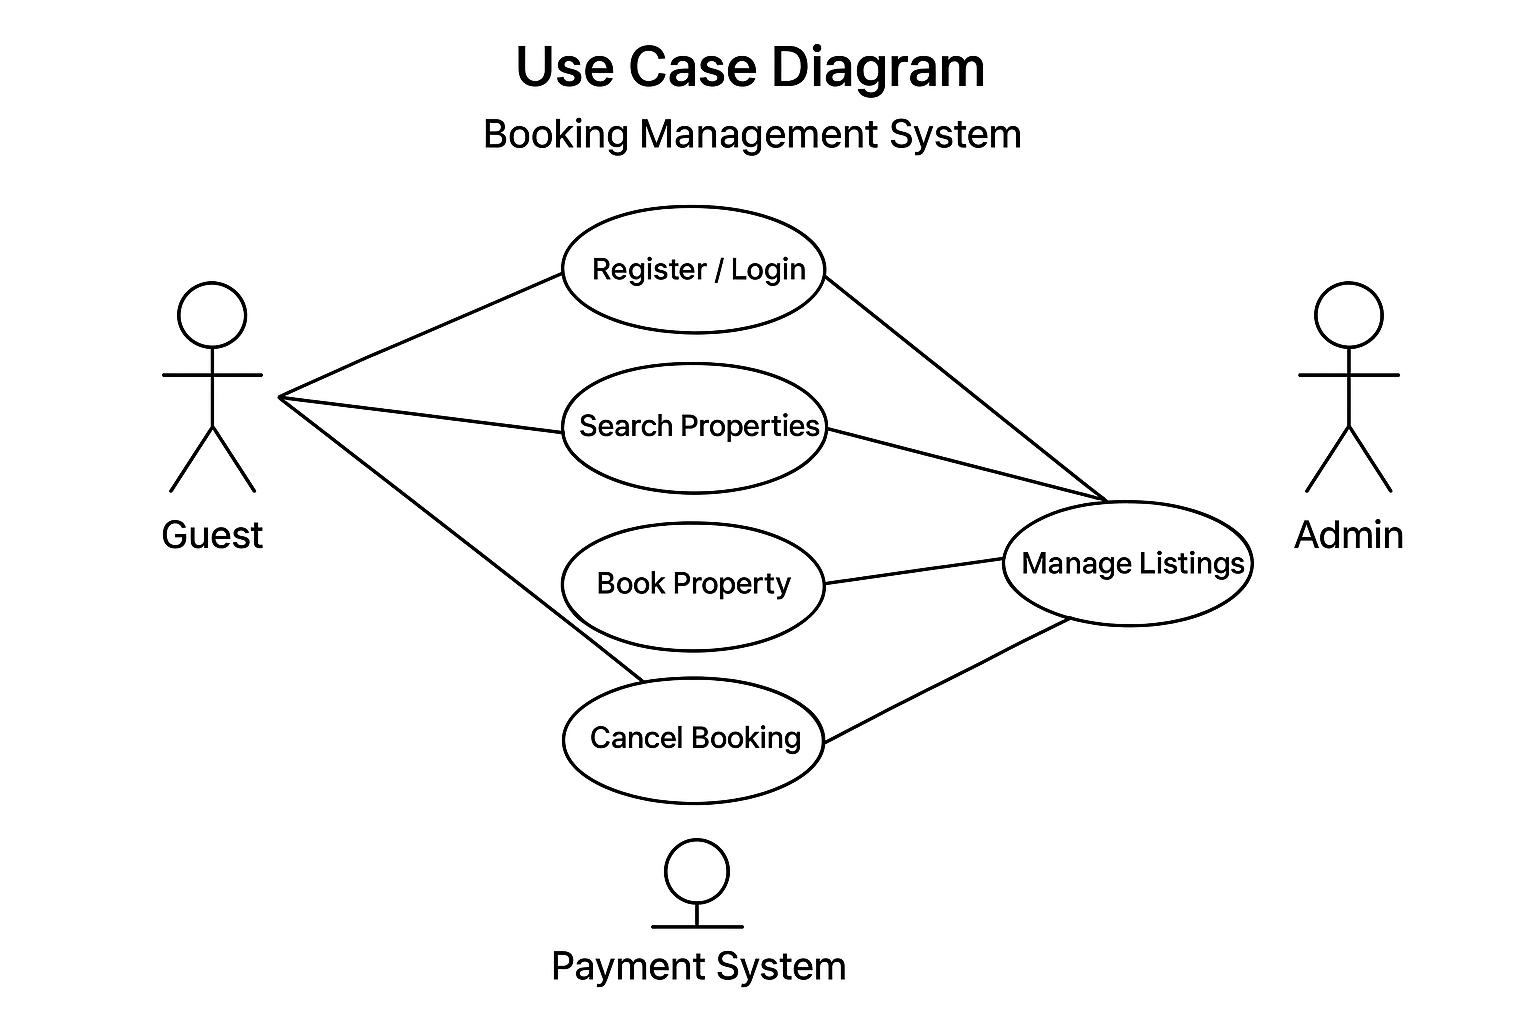 Use Case Diagram
Booking Management System
Register / Login
Search Properties
Guest
Admin
Manage Listings
Book Property
Cancel Booking
Payment System